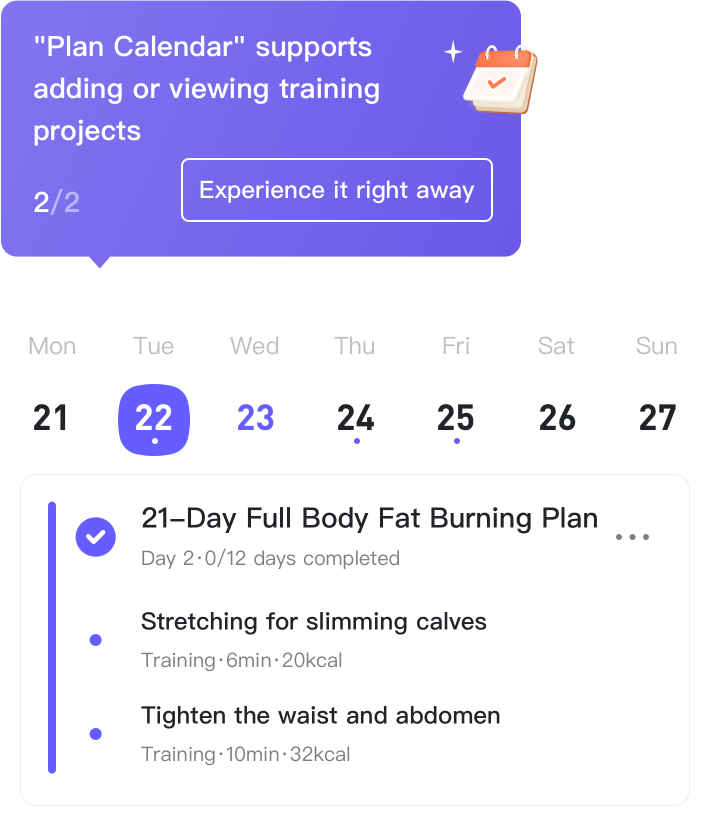 "Plan Calendar" supports
adding or viewing training
projects
2/2
Experience it right away
Mon Tue Wed Thu Fri Sat Sun
21 22 23 24 25 26 27
21–Day Full Body Fat Burning Plan
Day 2·0/12 days completed
Stretching for slimming calves
Training·6min·20kcal
Tighten the waist and abdomen
Training·10min·32kcal